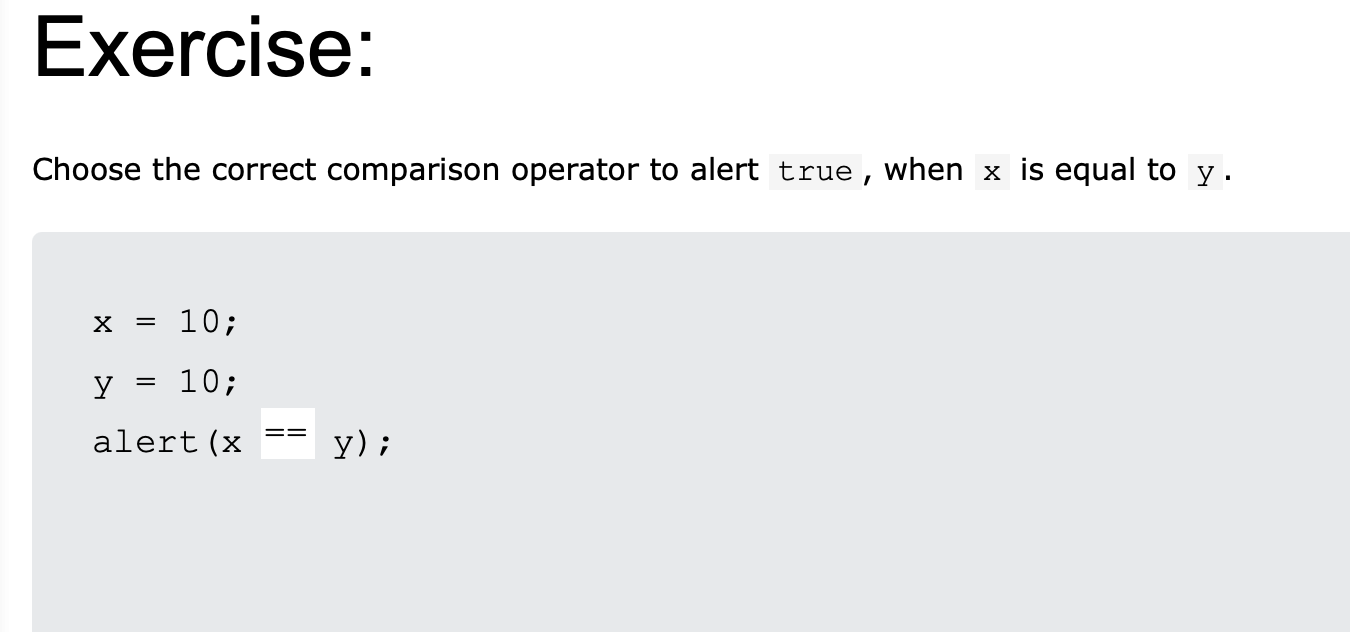 Exercise:
Choose the correct comparison operator to alert true, when x is equal to y.
x = 10;
y = 10;
alert(x == y);